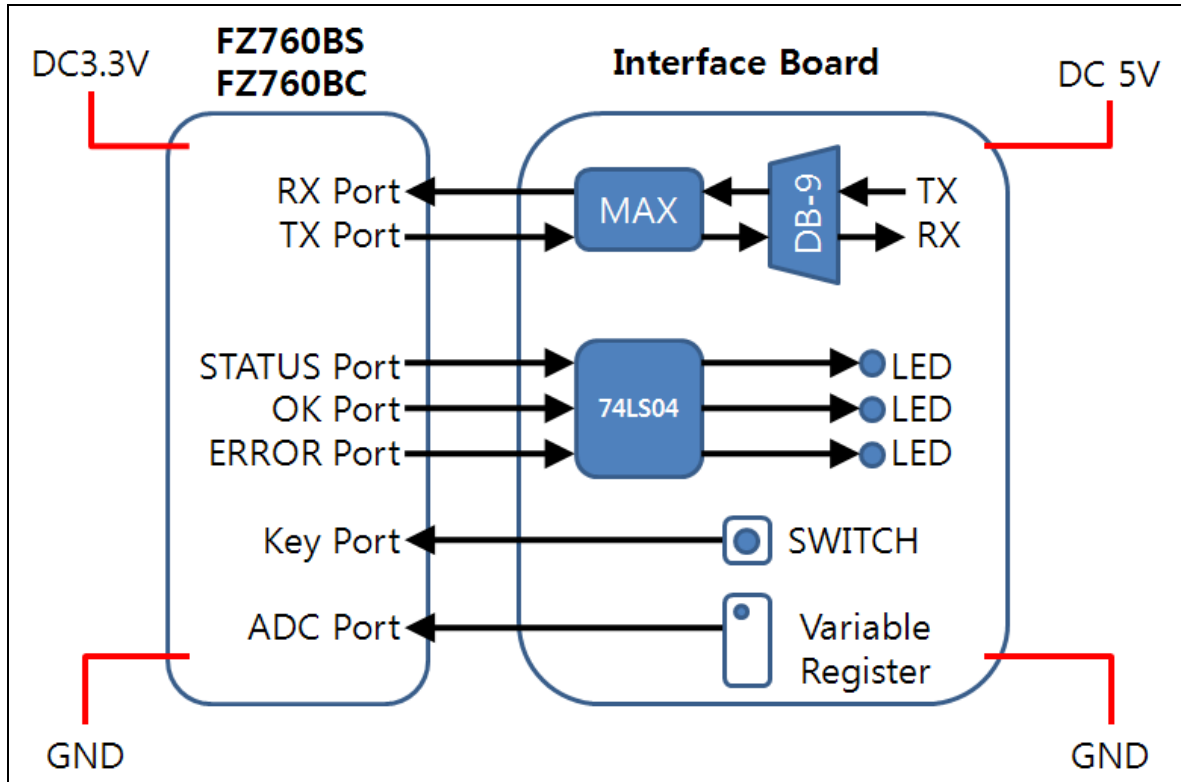 FZ760BS
FZ760BC
Interface Board
DC3.3V
DC 5V
RX Port
TX Port
MAX
DB-9
TX
RX
STATUS Port
OK Port
ERROR Port
74LS04
LED
LED
LED
Key Port
SWITCH
ADC Port
Variable
Register
GND
GND